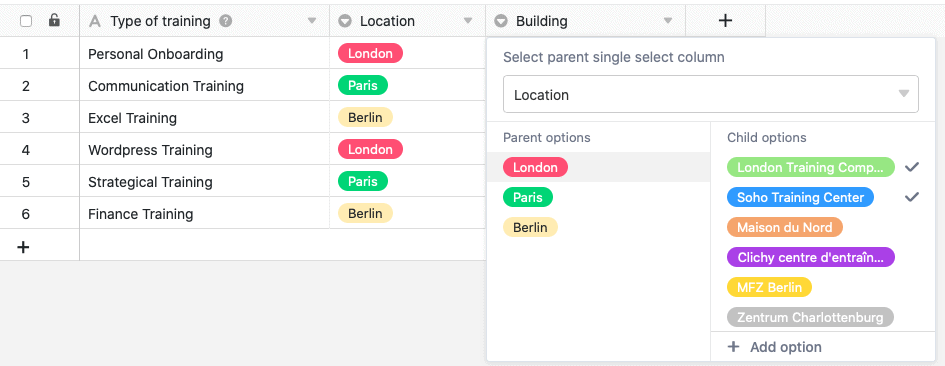 Type of training ? Location Building +
1 Personal Onboarding London
2 Communication Training Paris
3 Excel Training Berlin
4 Wordpress Training London
5 Strategical Training Paris
6 Finance Training Berlin
+
Select parent single select column
Location
Parent options
London
Paris
Berlin
Child options
London Training Comp...
Soho Training Center
Maison du Nord
Clichy centre d'entraîn...
MFZ Berlin
Zentrum Charlottenburg
+ Add option